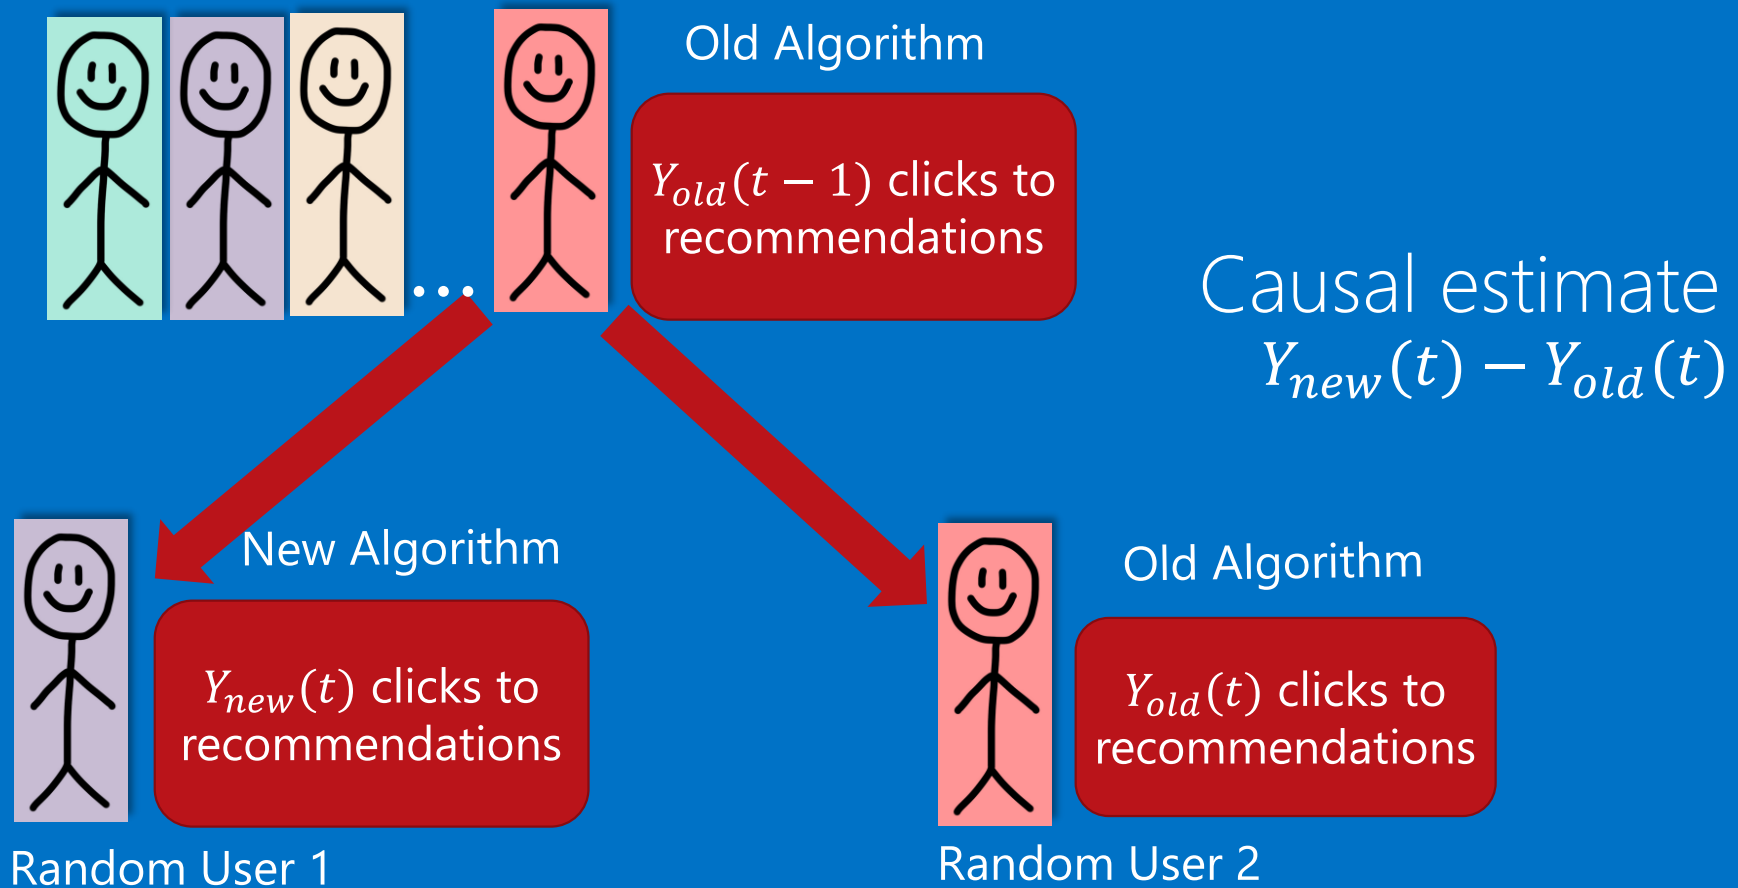 Old Algorithm
Y_old(t − 1) clicks to
recommendations
...
Causal estimate
Y_new(t) − Y_old(t)
New Algorithm
Y_new(t) clicks to
recommendations
Random User 1
Old Algorithm
Y_old(t) clicks to
recommendations
Random User 2